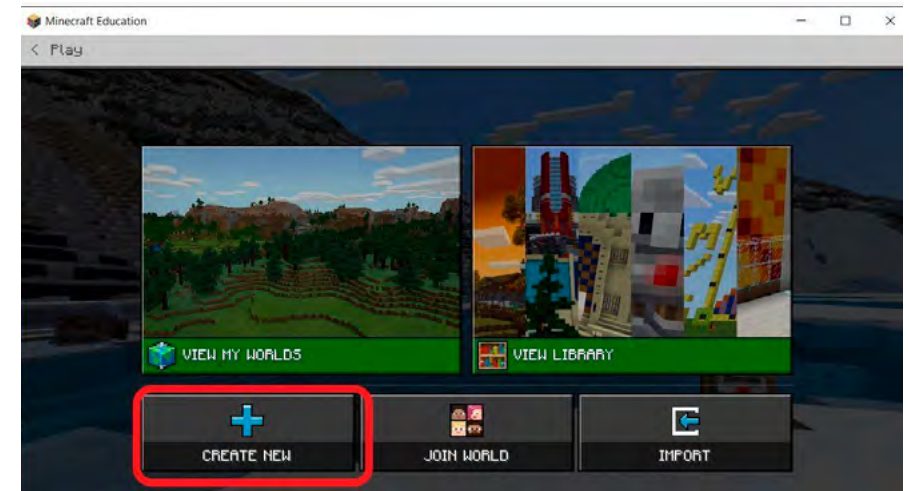 Minecraft Education
< Play
VIEW MY WORLDS
VIEW LIBRARY
CREATE NEW
JOIN WORLD
IMPORT